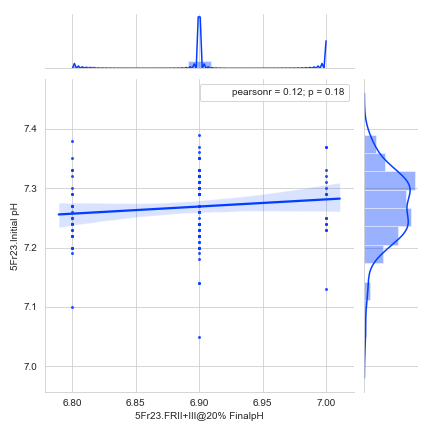 pearsonr = 0.12; p = 0.18
7.4
7.3
7.2
7.1
7.0
5Fr23.Initial pH
6.80 6.85 6.90 6.95 7.00
5Fr23.FRII+III@20% FinalpH